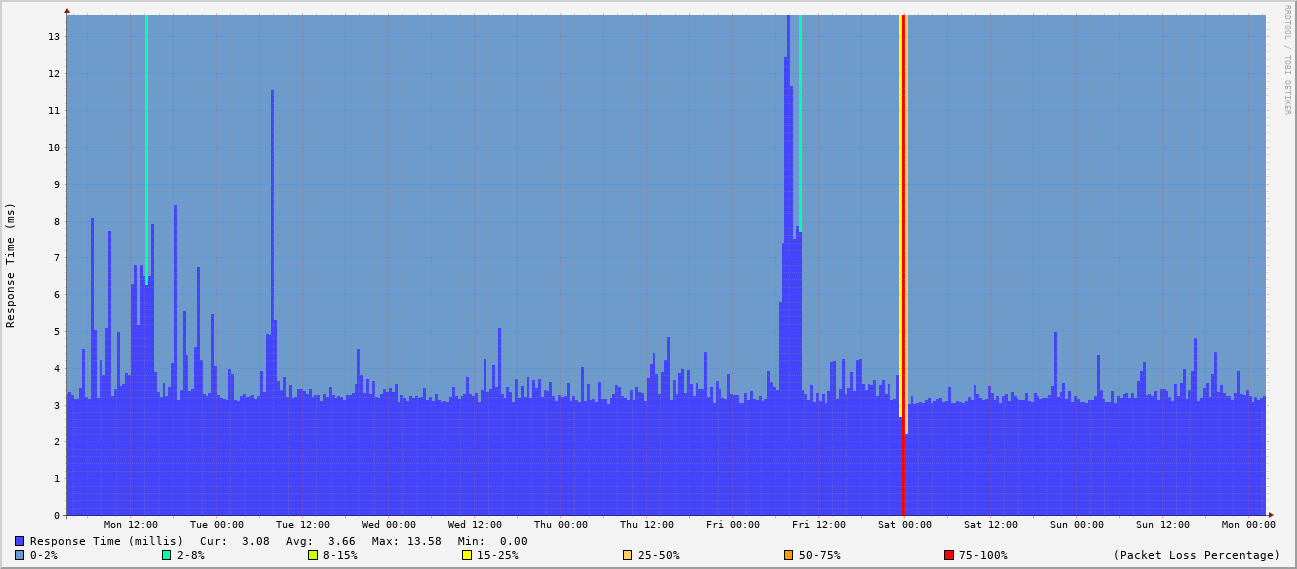 RRDTOOL / TOBI OETIKER
Response Time (ms)
13
12
11
10
9
8
7
6
5
4
3
2
1
0
Mon 12:00 Tue 00:00 Tue 12:00 Wed 00:00 Wed 12:00 Thu 00:00 Thu 12:00 Fri 00:00 Fri 12:00 Sat 00:00 Sat 12:00 Sun 00:00 Sun 12:00 Mon 00:00
Response Time (millis) Cur: 3.08 Avg: 3.66 Max: 13.58 Min: 0.00
0-2% 2-8% 8-15% 15-25% 25-50% 50-75% 75-100% (Packet Loss Percentage)